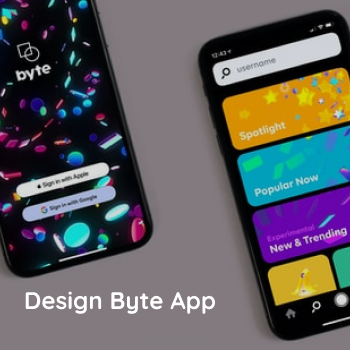 byte
Sign in with Apple
Sign in with Google
12:43
username
Spotlight
Popular Now
Experimental
New & Trending
Design Byte App